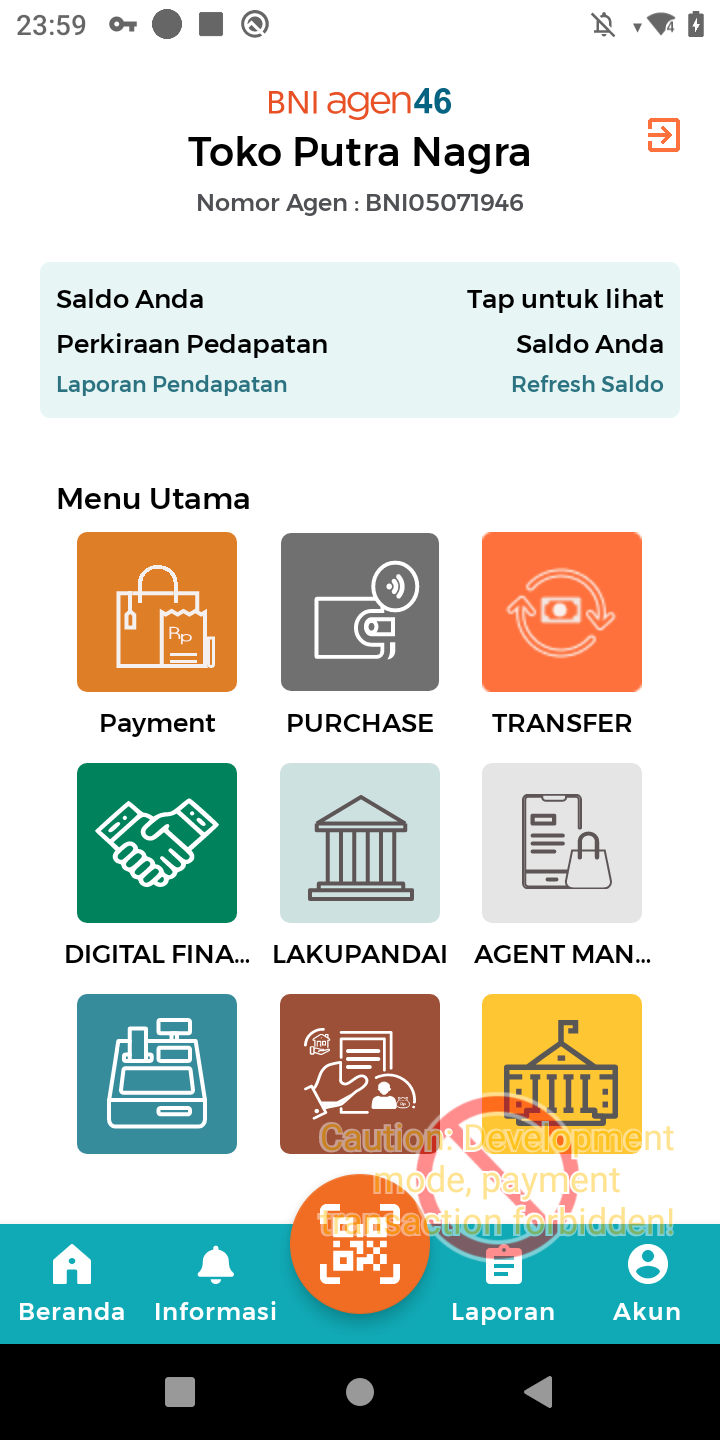 23:59
4
BNI agen46
Toko Putra Nagra
Nomor Agen : BNI05071946
Saldo Anda
Tap untuk lihat
Perkiraan Pedapatan
Saldo Anda
Laporan Pendapatan
Refresh Saldo
Menu Utama
Rp
Payment
PURCHASE
TRANSFER
DIGITAL FINA...
LAKUPANDAI
AGENT MAN...
Caution: Development
mode, payment
transaction forbidden!
Beranda
Informasi
Laporan
Akun